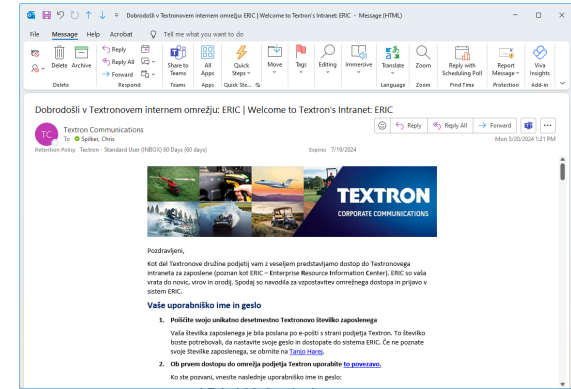 Dobrodošli v Textronovem internem omrežju: ERIC | Welcome to Textron's Intranet: ERIC - Message (HTML)
File Message Help Acrobat Tell me what you want to do
Delete Archive
Reply
Reply All
Forward
Share to Teams
All Apps
Quick Steps
Move
Tags
Editing
Immersive
Translate
Zoom
Reply with Scheduling Poll
Report Message
Viva Insights
Delete Respond Teams Apps Quick Ste... Language Zoom Find Time Protection Add-in
Dobrodošli v Textronovem internem omrežju: ERIC | Welcome to Textron's Intranet: ERIC
TC
Textron Communications
To Spilker, Chris
Reply Reply All Forward
Mon 5/20/2024 1:21 PM
Retention Policy Textron - Standard User (INBOX) 60 Days (60 days) Expires 7/19/2024
TEXTRON
CORPORATE COMMUNICATIONS
Pozdravljeni,
Kot del Textronove družine podjetij vam z veseljem predstavljamo dostop do Textronovega
intraneta za zaposlene (poznan kot ERIC – Enterprise Resource Information Center). ERIC so vaša
vrata do novic, virov in orodij. Spodaj so navodila za vzpostavitev omrežnega dostopa in prijavo v
sistem ERIC.
Vaše uporabniško ime in geslo
1. Poiščite svojo unikatno desetmestno Textronovo številko zaposlenega
Vaša številka zaposlenega je bila poslana po e-pošti s strani podjetja Textron. To številko
boste potrebovali, da nastavite svoje geslo in dostopate do sistema ERIC. Če ne poznate
svoje številke zaposlenega, se obrnite na Tanjo Harej.
2. Ob prvem dostopu do omrežja podjetja Textron uporabite to povezavo.
Ko ste pozvani, vnesite naslednje uporabniško ime in geslo: